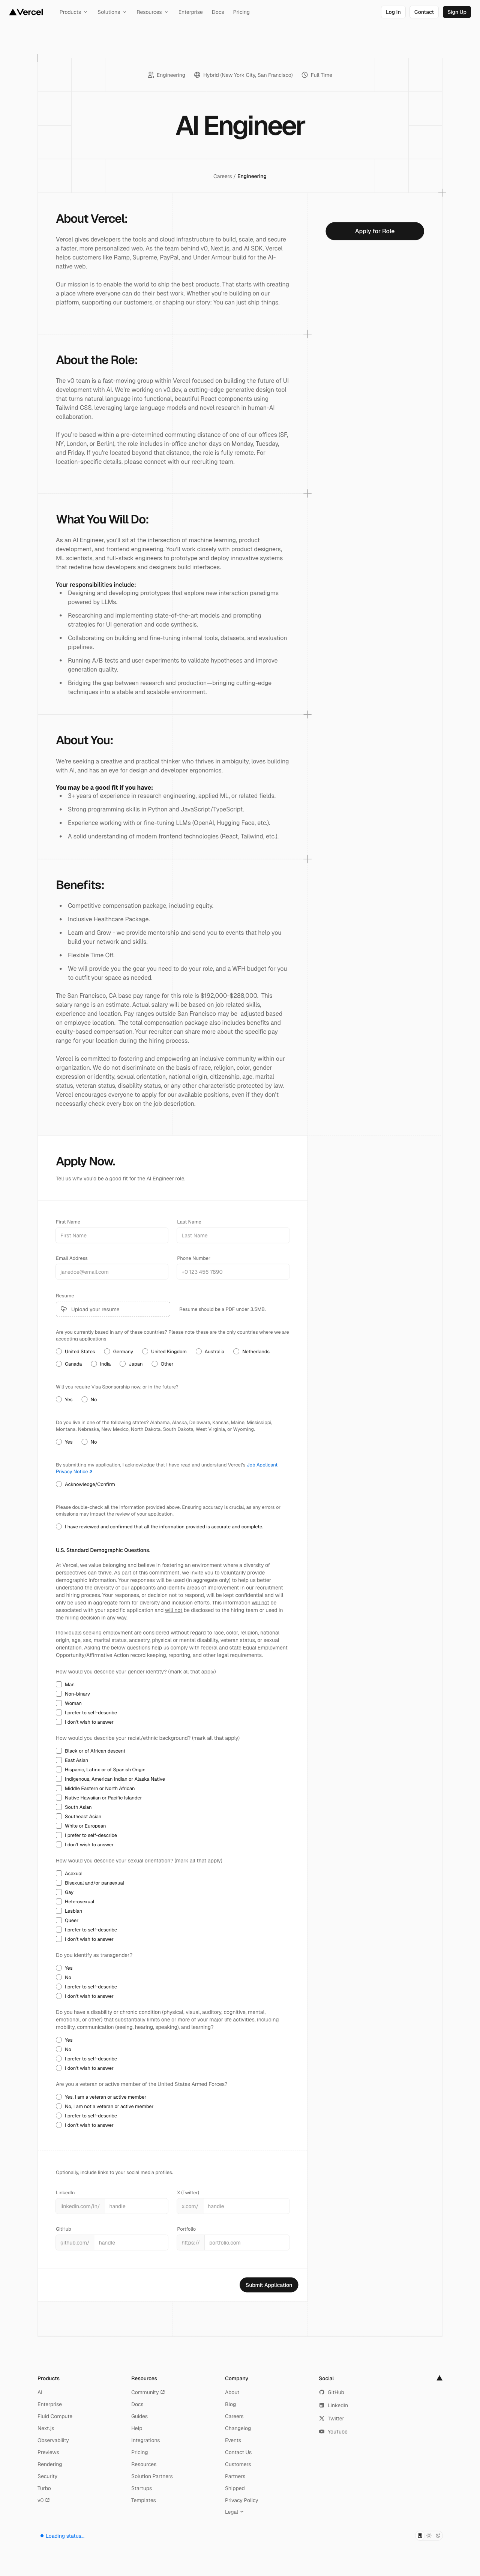 Vercel
Products Solutions Resources Enterprise Docs Pricing
Log In Contact Sign Up
Engineering Hybrid (New York City, San Francisco) Full Time
AI Engineer
Careers / Engineering
About Vercel:
Apply for Role
Vercel gives developers the tools and cloud infrastructure to build, scale, and secure
a faster, more personalized web. As the team behind v0, Next.js, and AI SDK, Vercel
helps customers like Ramp, Supreme, PayPal, and Under Armour build for the AI-
native web.
Our mission is to enable the world to ship the best products. That starts with creating
a place where everyone can do their best work. Whether you're building on our
platform, supporting our customers, or shaping our story: You can just ship things.
About the Role:
The v0 team is a fast-moving group within Vercel focused on building the future of UI
development with AI. We're working on v0.dev, a cutting-edge generative design tool
that turns natural language into functional, beautiful React components using
Tailwind CSS, leveraging large language models and novel research in human-AI
collaboration.
If you're based within a pre-determined commuting distance of one of our offices (SF,
NY, London, or Berlin), the role includes in-office anchor days on Monday, Tuesday,
and Friday. If you're located beyond that distance, the role is fully remote. For
location-specific details, please connect with our recruiting team.
What You Will Do:
As an AI Engineer, you'll sit at the intersection of machine learning, product
development, and frontend engineering. You'll work closely with product designers,
ML scientists, and full-stack engineers to prototype and deploy innovative systems
that redefine how developers and designers build interfaces.
Your responsibilities include:
• Designing and developing prototypes that explore new interaction paradigms
powered by LLMs.
• Researching and implementing state-of-the-art models and prompting
strategies for UI generation and code synthesis.
• Collaborating on building and fine-tuning internal tools, datasets, and evaluation
pipelines.
• Running A/B tests and user experiments to validate hypotheses and improve
generation quality.
• Bridging the gap between research and production—bringing cutting-edge
techniques into a stable and scalable environment.
About You:
We're seeking a creative and practical thinker who thrives in ambiguity, loves building
with AI, and has an eye for design and developer ergonomics.
You may be a good fit if you have:
• 3+ years of experience in research engineering, applied ML, or related fields.
• Strong programming skills in Python and JavaScript/TypeScript.
• Experience working with or fine-tuning LLMs (OpenAI, Hugging Face, etc.).
• A solid understanding of modern frontend technologies (React, Tailwind, etc.).
Benefits:
• Competitive compensation package, including equity.
• Inclusive Healthcare Package.
• Learn and Grow - we provide mentorship and send you to events that help you
build your network and skills.
• Flexible Time Off.
• We will provide you the gear you need to do your role, and a WFH budget for you
to outfit your space as needed.
The San Francisco, CA base pay range for this role is $192,000-$288,000. This
salary range is an estimate. Actual salary will be based on job related skills,
experience and location. Pay ranges outside San Francisco may be adjusted based
on employee location. The total compensation package also includes benefits and
equity-based compensation. Your recruiter can share more about the specific pay
range for your location during the hiring process.
Vercel is committed to fostering and empowering an inclusive community within our
organization. We do not discriminate on the basis of race, religion, color, gender
expression or identity, sexual orientation, national origin, citizenship, age, marital
status, veteran status, disability status, or any other characteristic protected by law.
Vercel encourages everyone to apply for our available positions, even if they don't
necessarily check every box on the job description.
Apply Now.
Tell us why you'd be a good fit for the AI Engineer role.
First Name Last Name
First Name Last Name
Email Address Phone Number
janedoe@email.com +0 123 456 7890
Resume
Upload your resume Resume should be a PDF under 3.5MB.
Are you currently based in any of these countries? Please note these are the only countries where we are
accepting applications
United States Germany United Kingdom Australia Netherlands
Canada India Japan Other
Will you require Visa Sponsorship now, or in the future?
Yes No
Do you live in one of the following states? Alabama, Alaska, Delaware, Kansas, Maine, Mississippi,
Montana, Nebraska, New Mexico, North Dakota, South Dakota, West Virginia, or Wyoming.
Yes No
By submitting my application, I acknowledge that I have read and understand Vercel's Job Applicant
Privacy Notice ↗
Acknowledge/Confirm
Please double-check all the information provided above. Ensuring accuracy is crucial, as any errors or
omissions may impact the review of your application.
I have reviewed and confirmed that all the information provided is accurate and complete.
U.S. Standard Demographic Questions.
At Vercel, we value belonging and believe in fostering an environment where a diversity of
perspectives can thrive. As part of this commitment, we invite you to voluntarily provide
demographic information. Your responses will be used (in aggregate only) to help us better
understand the diversity of our applicants and identify areas of improvement in our recruitment
and hiring process. Your responses, or decision not to respond, will be kept confidential and will
only be used in aggregate form for diversity and inclusion efforts. This information will not be
associated with your specific application and will not be disclosed to the hiring team or used in
the hiring decision in any way.
Individuals seeking employment are considered without regard to race, color, religion, national
origin, age, sex, marital status, ancestry, physical or mental disability, veteran status, or sexual
orientation. Asking the below questions help us comply with federal and state Equal Employment
Opportunity/Affirmative Action record keeping, reporting, and other legal requirements.
How would you describe your gender identity? (mark all that apply)
Man
Non-binary
Woman
I prefer to self-describe
I don't wish to answer
How would you describe your racial/ethnic background? (mark all that apply)
Black or of African descent
East Asian
Hispanic, Latinx or of Spanish Origin
Indigenous, American Indian or Alaska Native
Middle Eastern or North African
Native Hawaiian or Pacific Islander
South Asian
Southeast Asian
White or European
I prefer to self-describe
I don't wish to answer
How would you describe your sexual orientation? (mark all that apply)
Asexual
Bisexual and/or pansexual
Gay
Heterosexual
Lesbian
Queer
I prefer to self-describe
I don't wish to answer
Do you identify as transgender?
Yes
No
I prefer to self-describe
I don't wish to answer
Do you have a disability or chronic condition (physical, visual, auditory, cognitive, mental,
emotional, or other) that substantially limits one or more of your major life activities, including
mobility, communication (seeing, hearing, speaking), and learning?
Yes
No
I prefer to self-describe
I don't wish to answer
Are you a veteran or active member of the United States Armed Forces?
Yes, I am a veteran or active member
No, I am not a veteran or active member
I prefer to self-describe
I don't wish to answer
Optionally, include links to your social media profiles.
LinkedIn X (Twitter)
linkedin.com/in/ handle x.com/ handle
GitHub Portfolio
github.com/ handle https:// portfolio.com
Submit Application
Products Resources Company Social
AI Community About GitHub
Enterprise Docs Blog LinkedIn
Fluid Compute Guides Careers Twitter
Next.js Help Changelog YouTube
Observability Integrations Events
Previews Pricing Contact Us
Rendering Resources Customers
Security Solution Partners Partners
Turbo Startups Shipped
v0 Templates Privacy Policy
Legal
Loading status...